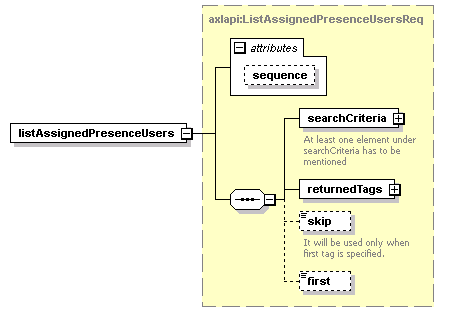 axlapi:ListAssignedPresenceUsersReq
attributes
sequence
listAssignedPresenceUsers
searchCriteria
At least one element under
searchCriteria has to be
mentioned
returnedTags
skip
It will be used only when
first tag is specified.
first